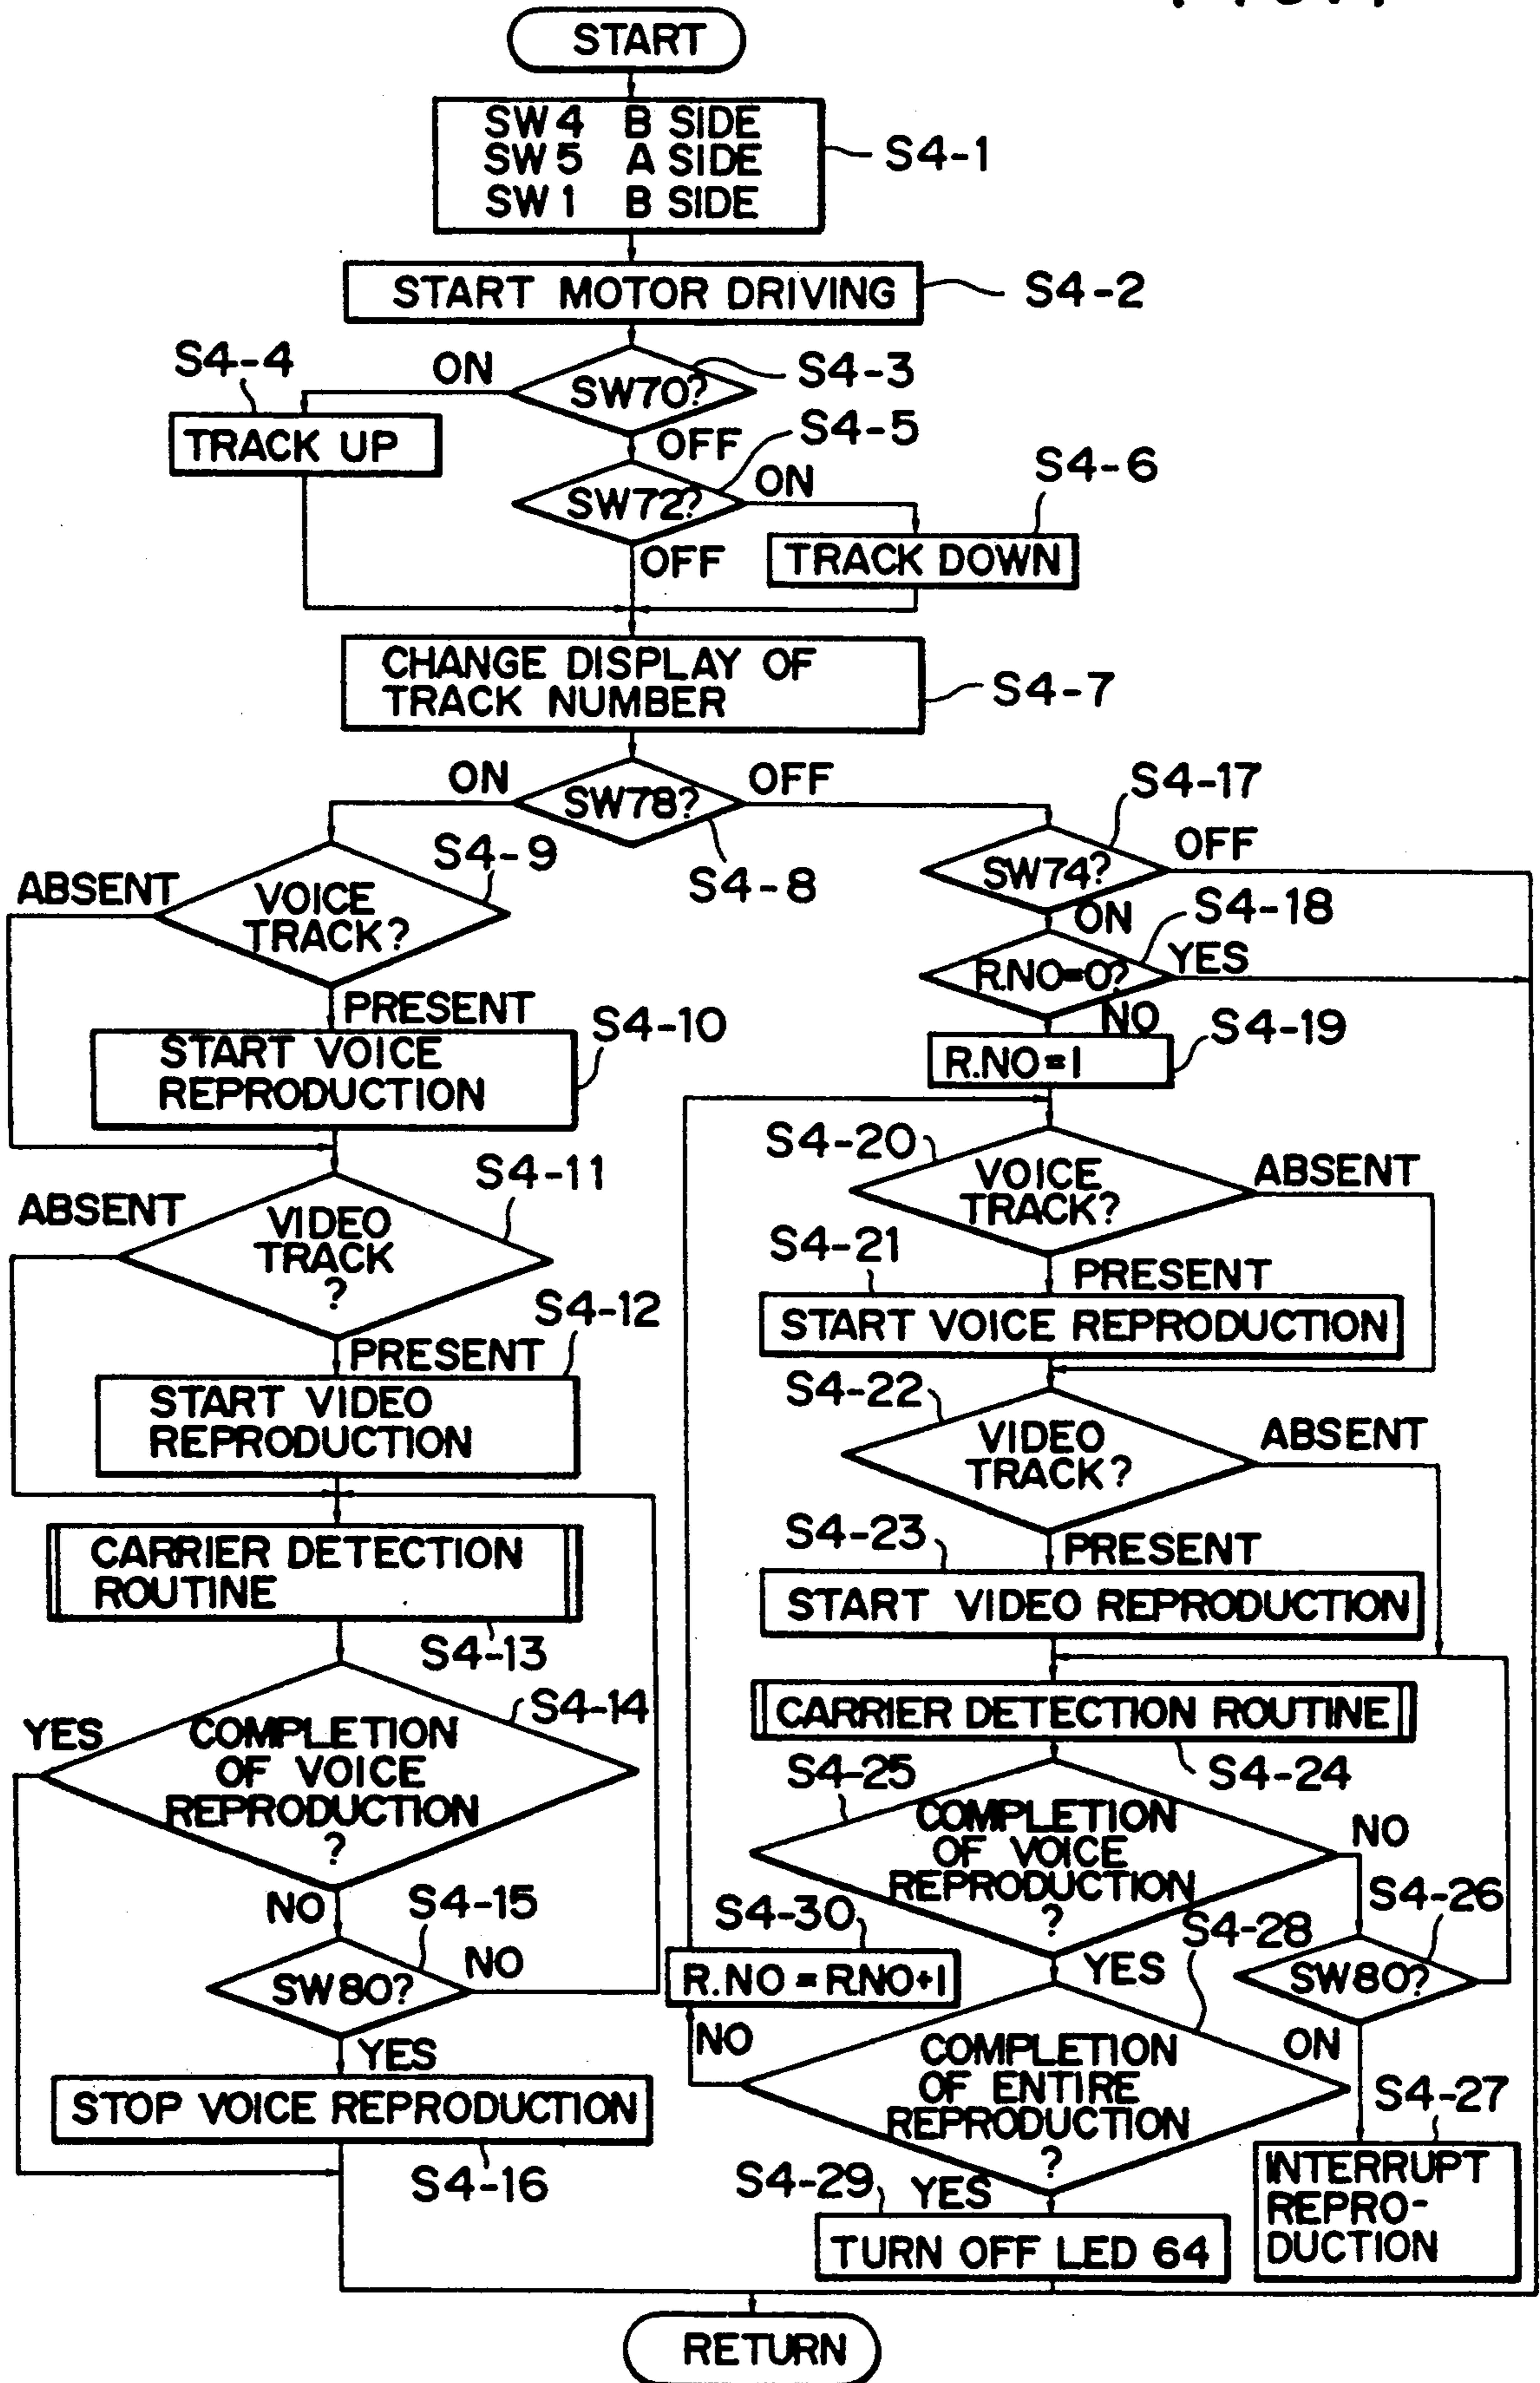 START
SW4 B SIDE
SW5 A SIDE
SW1 B SIDE
S4-1
START MOTOR DRIVING
S4-2
S4-4
ON
SW70?
S4-3
TRACK UP
OFF
S4-5
SW72?
ON
S4-6
OFF
TRACK DOWN
CHANGE DISPLAY OF
TRACK NUMBER
S4-7
ON
SW78?
OFF
S4-8
S4-17
SW74?
OFF
ON
S4-18
R.NO=0?
YES
NO
S4-19
R.NO=1
S4-9
ABSENT
VOICE
TRACK?
PRESENT
S4-10
START VOICE
REPRODUCTION
S4-11
ABSENT
VIDEO
TRACK
?
S4-12
PRESENT
START VIDEO
REPRODUCTION
CARRIER DETECTION
ROUTINE
S4-13
S4-14
YES
COMPLETION
OF VOICE
REPRODUCTION
?
NO
S4-15
SW80?
NO
YES
STOP VOICE REPRODUCTION
S4-16
S4-20
VOICE
TRACK?
ABSENT
S4-21
PRESENT
START VOICE REPRODUCTION
S4-22
VIDEO
TRACK?
ABSENT
S4-23
PRESENT
START VIDEO REPRODUCTION
CARRIER DETECTION ROUTINE
S4-24
S4-25
COMPLETION
OF VOICE
REPRODUCTION
?
NO
S4-26
S4-30
S4-28
R.NO=R.NO+1
YES
SW80?
NO
COMPLETION
OF ENTIRE
REPRODUCTION
?
ON
S4-27
S4-29
YES
INTERRUPT
REPRO-
DUCTION
TURN OFF LED 64
RETURN